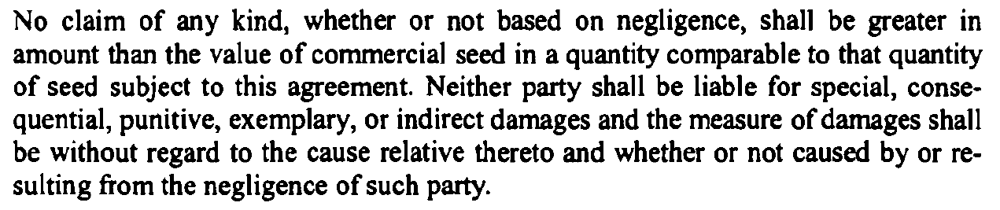 No claim of any kind, whether or not based on negligence, shall be greater in
amount than the value of commercial seed in a quantity comparable to that quantity
of seed subject to this agreement. Neither party shall be liable for special, conse-
quential, punitive, exemplary, or indirect damages and the measure of damages shall
be without regard to the cause relative thereto and whether or not caused by or re-
sulting from the negligence of such party.